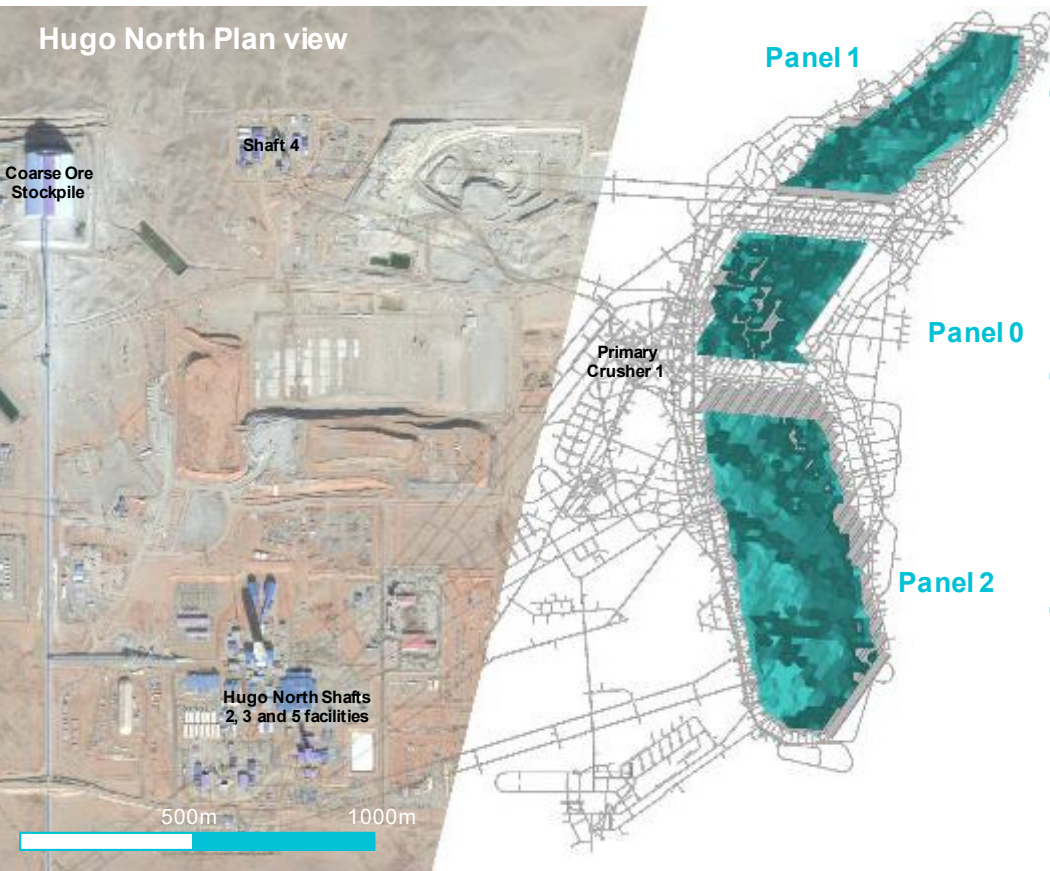 Hugo North Plan view
Panel 1
Shaft 4
Coarse Ore
Stockpile
Panel 0
Primary
Crusher 1
Panel 2
Hugo North Shafts
2, 3 and 5 facilities
500m
1000m